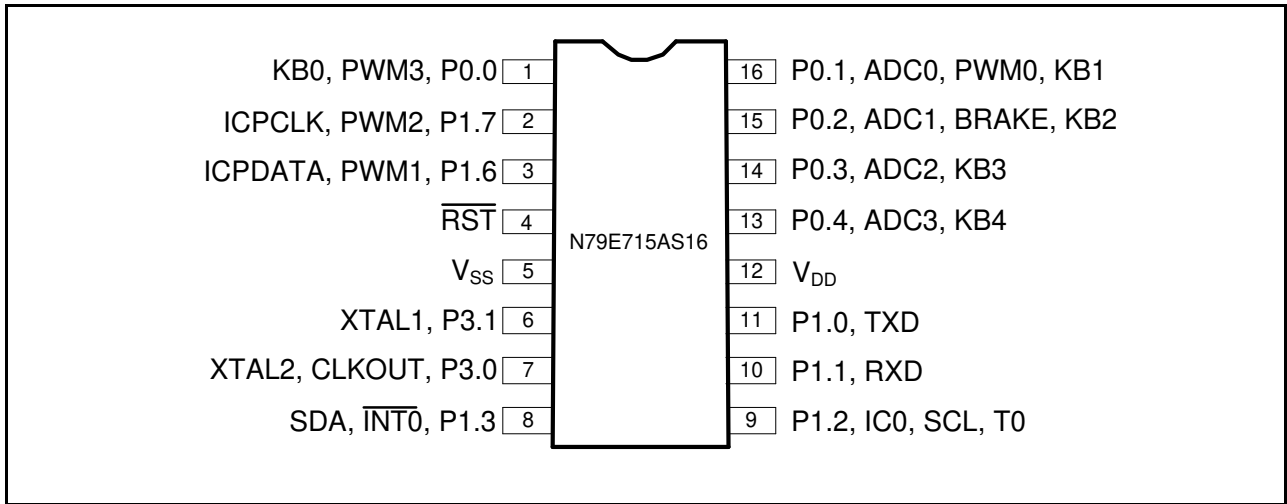 KB0, PWM3, P0.0 1 16 P0.1, ADC0, PWM0, KB1
ICPCLK, PWM2, P1.7 2 15 P0.2, ADC1, BRAKE, KB2
ICPDATA, PWM1, P1.6 3 14 P0.3, ADC2, KB3
RST 4 13 P0.4, ADC3, KB4
N79E715AS16
VSS 5 12 VDD
XTAL1, P3.1 6 11 P1.0, TXD
XTAL2, CLKOUT, P3.0 7 10 P1.1, RXD
SDA, INT0, P1.3 8 9 P1.2, IC0, SCL, T0